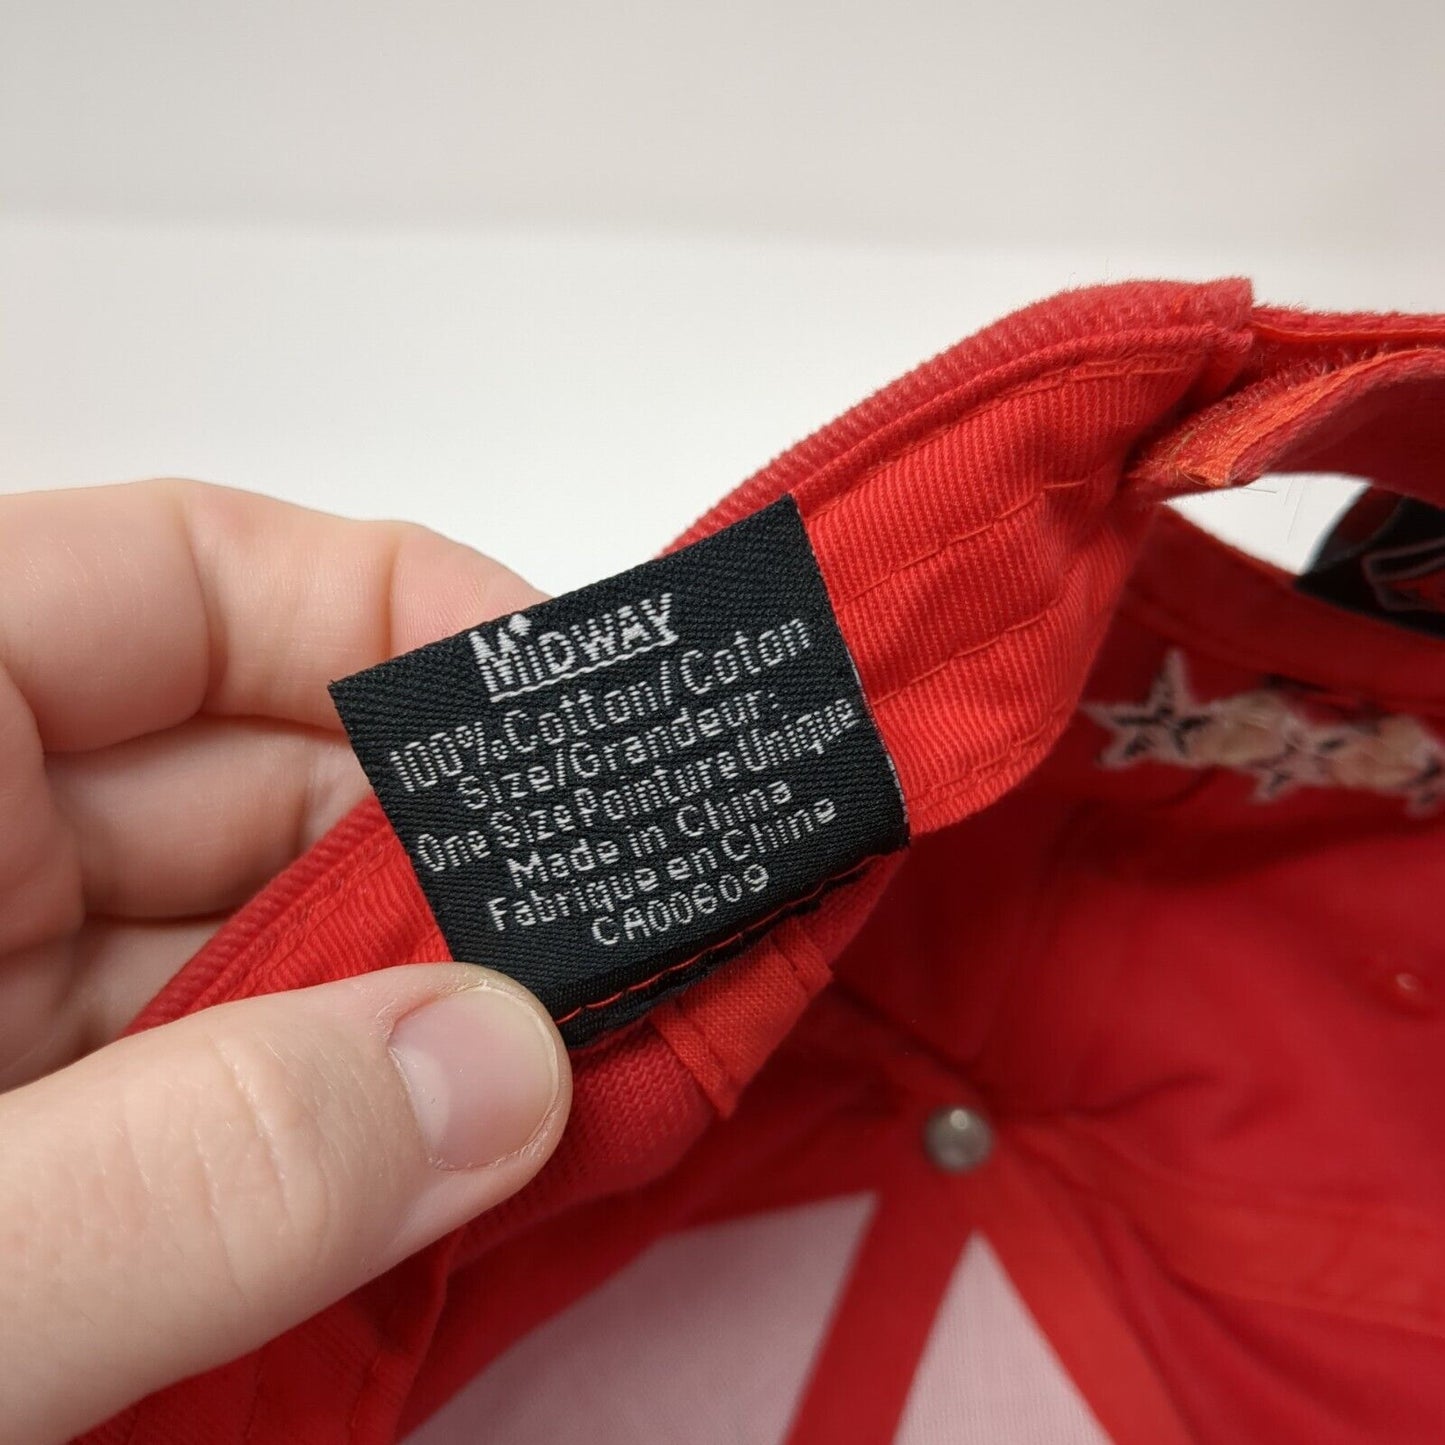 MIDWAY
100% Cotton/Coton
Size/Grandeur:
One Size Pointure Unique
Made in China
Fabrique en Chine
CA00609